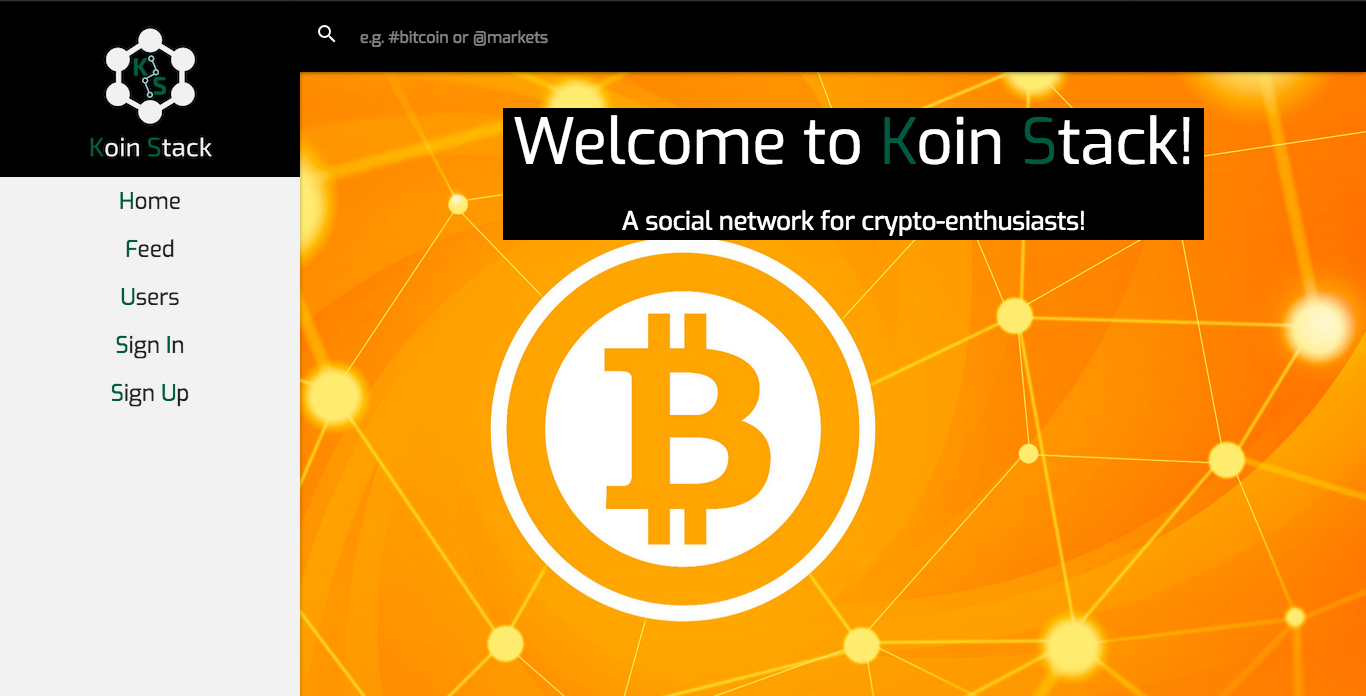 K
S
Koin Stack
e.g. #bitcoin or @markets
Home
Feed
Users
Sign In
Sign Up
Welcome to Koin Stack!
A social network for crypto-enthusiasts!